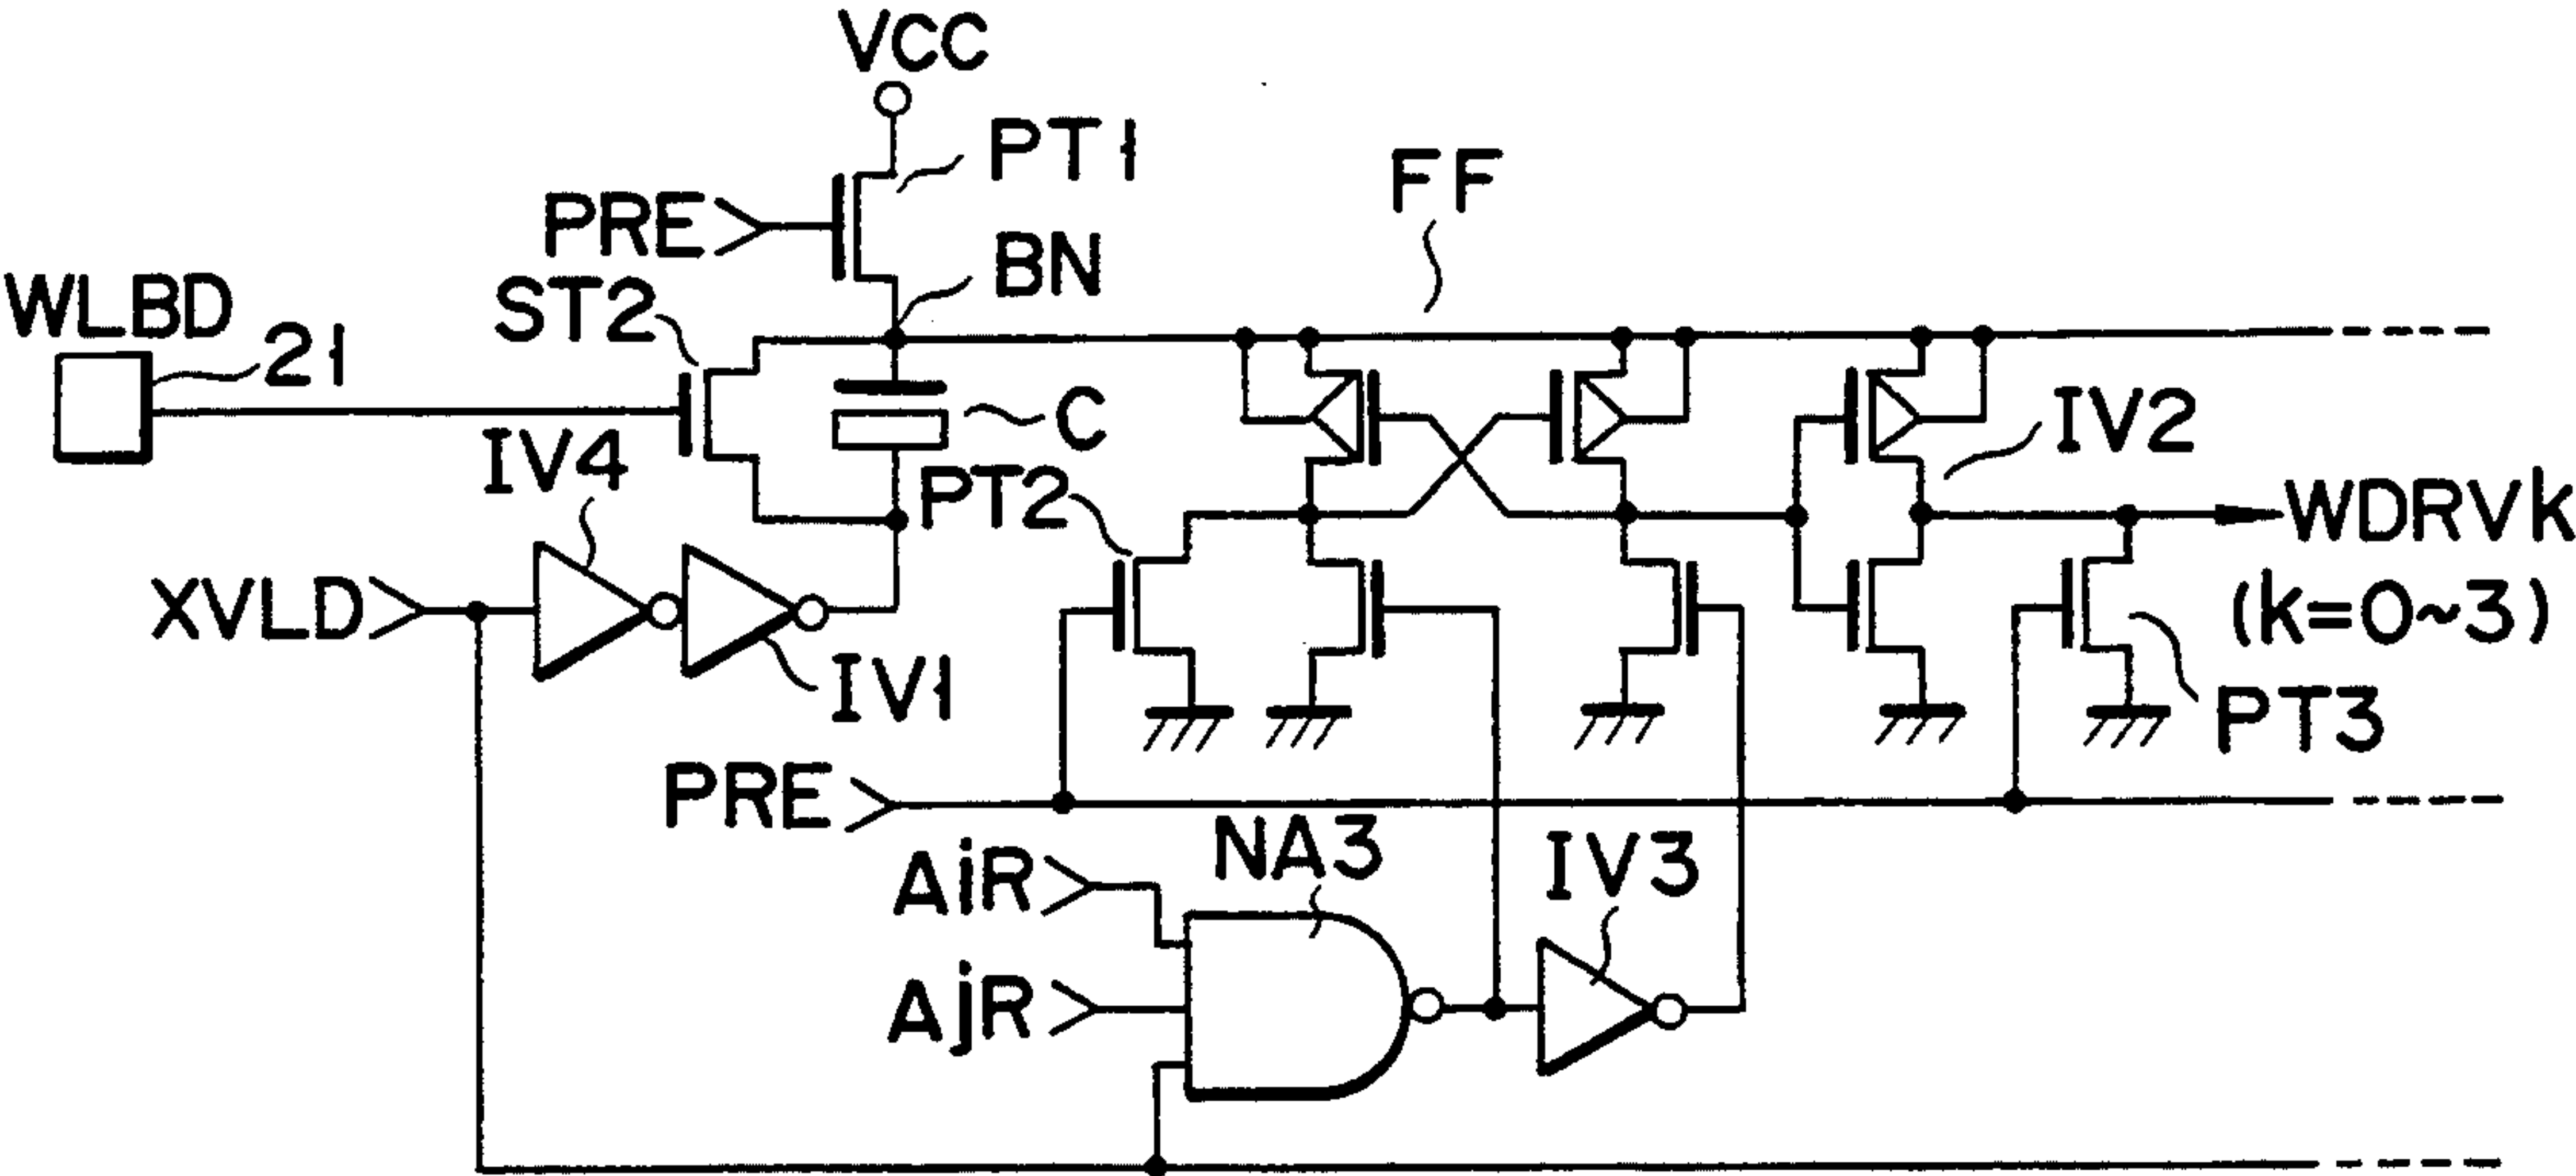 VCC
PT1
PRE
FF
BN
ST2
WLBD
21
C
IV2
IV4
PT2
WDRVk
XVLD
(k=0~3)
IV1
PT3
PRE
NA3
IV3
AiR
AjR